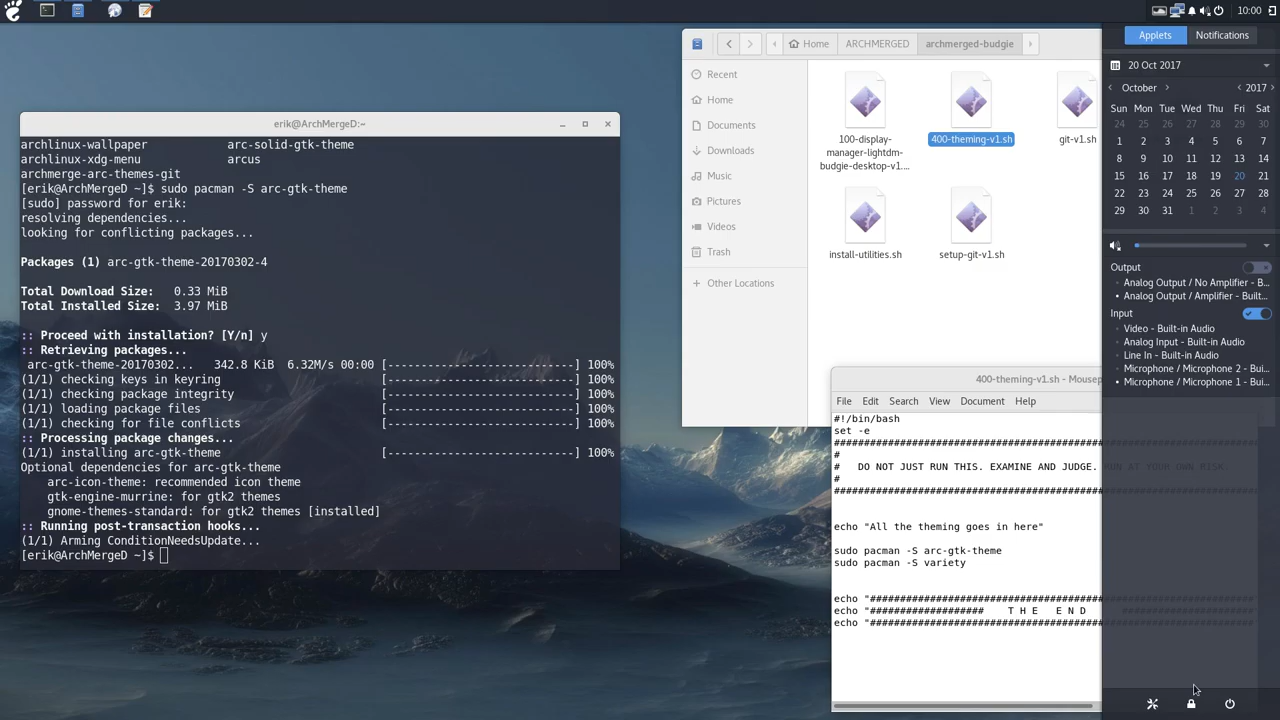 10:00
erik@ArchMergeD:~
archlinux-wallpaper arc-solid-gtk-theme
archlinux-xdg-menu arcus
archmerge-arc-themes-git
[erik@ArchMergeD ~]$ sudo pacman -S arc-gtk-theme
[sudo] password for erik:
resolving dependencies...
looking for conflicting packages...
Packages (1) arc-gtk-theme-20170302-4
Total Download Size: 0.33 MiB
Total Installed Size: 3.97 MiB
:: Proceed with installation? [Y/n] y
:: Retrieving packages...
arc-gtk-theme-20170302... 342.8 KiB 6.32M/s 00:00 [----------------------] 100%
(1/1) checking keys in keyring [----------------------] 100%
(1/1) checking package integrity [----------------------] 100%
(1/1) loading package files [----------------------] 100%
(1/1) checking for file conflicts [----------------------] 100%
:: Processing package changes...
(1/1) installing arc-gtk-theme [----------------------] 100%
Optional dependencies for arc-gtk-theme
arc-icon-theme: recommended icon theme
gtk-engine-murrine: for gtk2 themes
gnome-themes-standard: for gtk2 themes [installed]
:: Running post-transaction hooks...
(1/1) Arming ConditionNeedsUpdate...
[erik@ArchMergeD ~]$
Home ARCHMERGED archmerged-budgie
Recent
Home
Documents
Downloads
Music
Pictures
Videos
Trash
+ Other Locations
100-display-
manager-lightdm-
budgie-desktop-v1....
400-theming-v1.sh
git-v1.sh
install-utilities.sh
setup-git-v1.sh
400-theming-v1.sh - Mousep
File Edit Search View Document Help
#!/bin/bash
set -e
##################################################################
#
# DO NOT JUST RUN THIS. EXAMINE AND JUDGE. RUN AT YOUR OWN RISK.
#
##################################################################
echo "All the theming goes in here"
sudo pacman -S arc-gtk-theme
sudo pacman -S variety
echo "################################################################
echo "################### T H E E N D ######################
echo "################################################################
Applets Notifications
20 Oct 2017
October 2017
Sun Mon Tue Wed Thu Fri Sat
24 25 26 27 28 29 30
1 2 3 4 5 6 7
8 9 10 11 12 13 14
15 16 17 18 19 20 21
22 23 24 25 26 27 28
29 30 31 1 2 3 4
Output
Analog Output / No Amplifier - B...
Analog Output / Amplifier - Built...
Input
Video - Built-in Audio
Analog Input - Built-in Audio
Line In - Built-in Audio
Microphone / Microphone 2 - Bui...
Microphone / Microphone 1 - Bui...